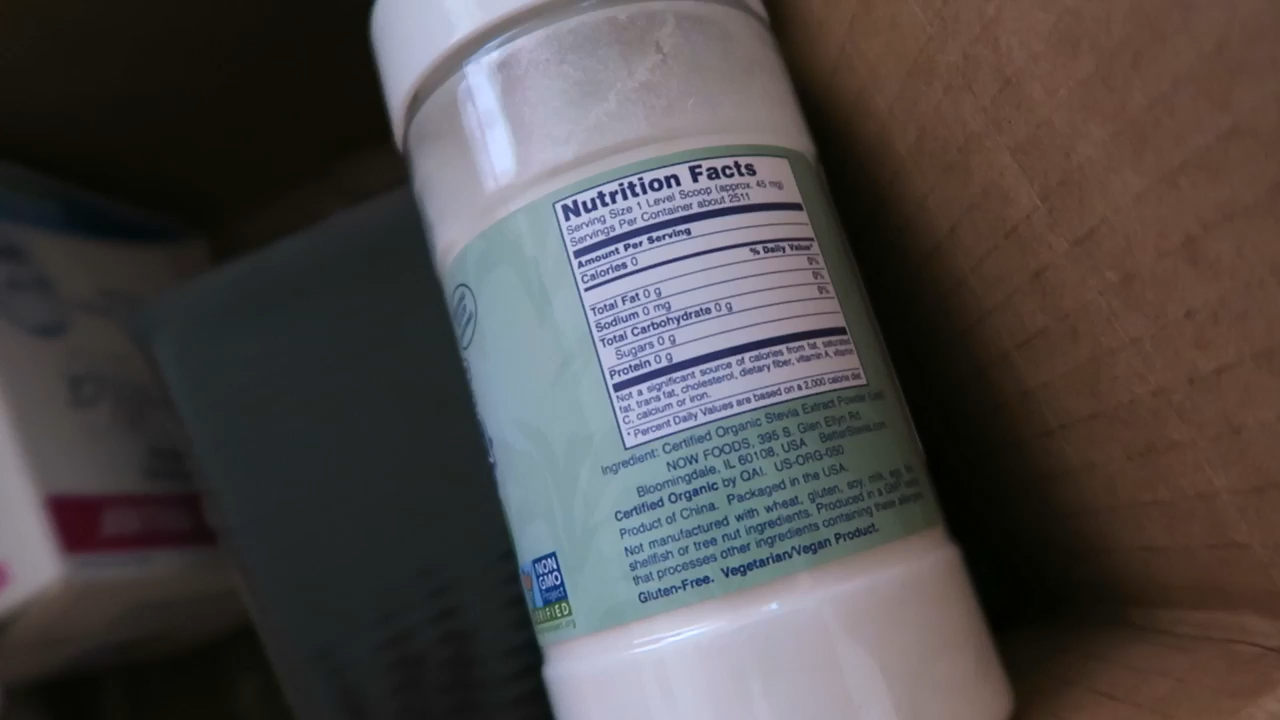 Nutrition Facts
Serving Size 1 Level Scoop (approx. 45 mg)
Servings Per Container about 2511
Amount Per Serving
Calories 0
% Daily Value*
Total Fat 0 g 0%
Sodium 0 mg 0%
Total Carbohydrate 0 g 0%
Sugars 0 g
Protein 0 g
Not a significant source of calories from fat, saturated
fat, trans fat, cholesterol, dietary fiber, vitamin A, vitamin
C, calcium or iron.
* Percent Daily Values are based on a 2,000 calorie diet.
Ingredient: Certified Organic Stevia Extract Powder
NOW FOODS, 395 S. Glen Ellyn Rd.
Bloomingdale, IL 60108, USA BetterStevia.com
Certified Organic by QAI. US-ORG-050
Product of China. Packaged in the USA.
Not manufactured with wheat, gluten, soy, milk, egg,
shellfish or tree nut ingredients. Produced in a GMP
that processes other ingredients containing these allergens.
Gluten-Free. Vegetarian/Vegan Product.
NON
GMO
Project